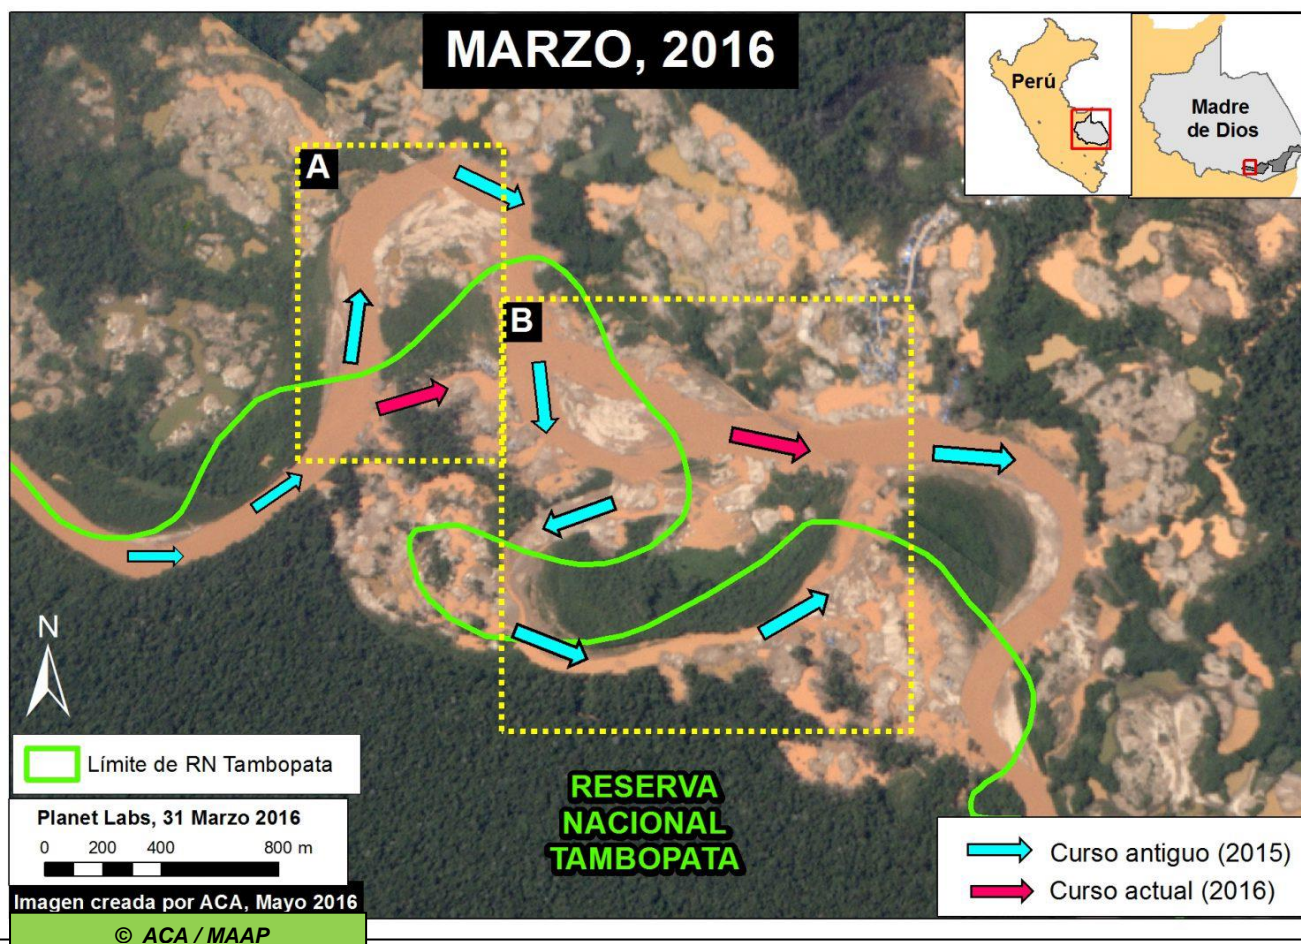 MARZO, 2016
Perú
Madre
de Dios
A
B
N
Límite de RN Tambopata
Planet Labs, 31 Marzo 2016
0 200 400 800 m
Imagen creada por ACA, Mayo 2016
© ACA / MAAP
RESERVA
NACIONAL
TAMBOPATA
Curso antiguo (2015)
Curso actual (2016)